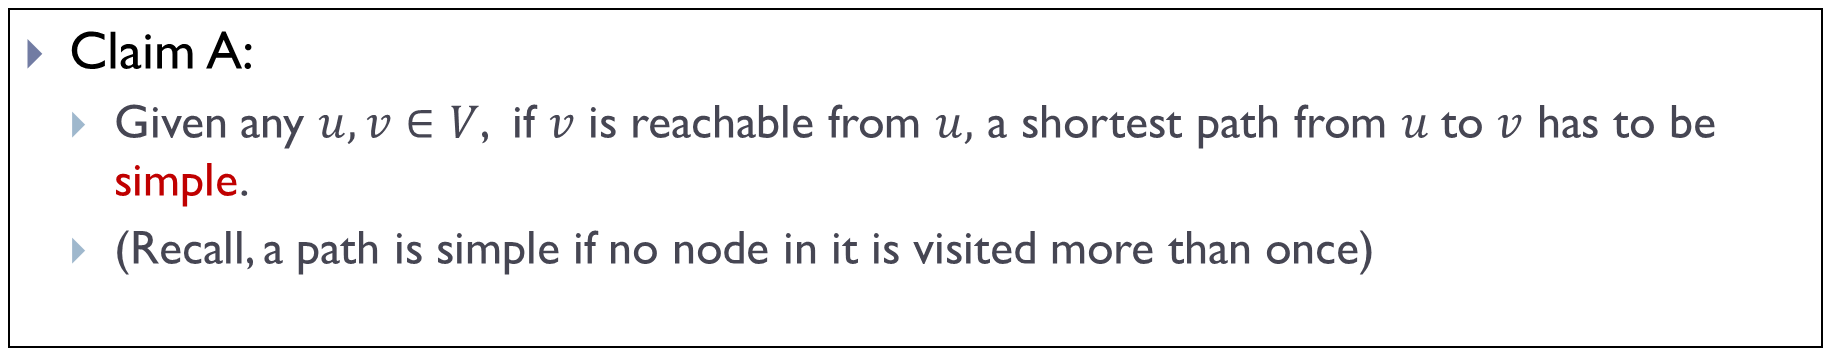 Claim A:
Given any 𝑢, 𝑣 ∈ 𝑉, if 𝑣 is reachable from 𝑢, a shortest path from 𝑢 to 𝑣 has to be
simple.
(Recall, a path is simple if no node in it is visited more than once)